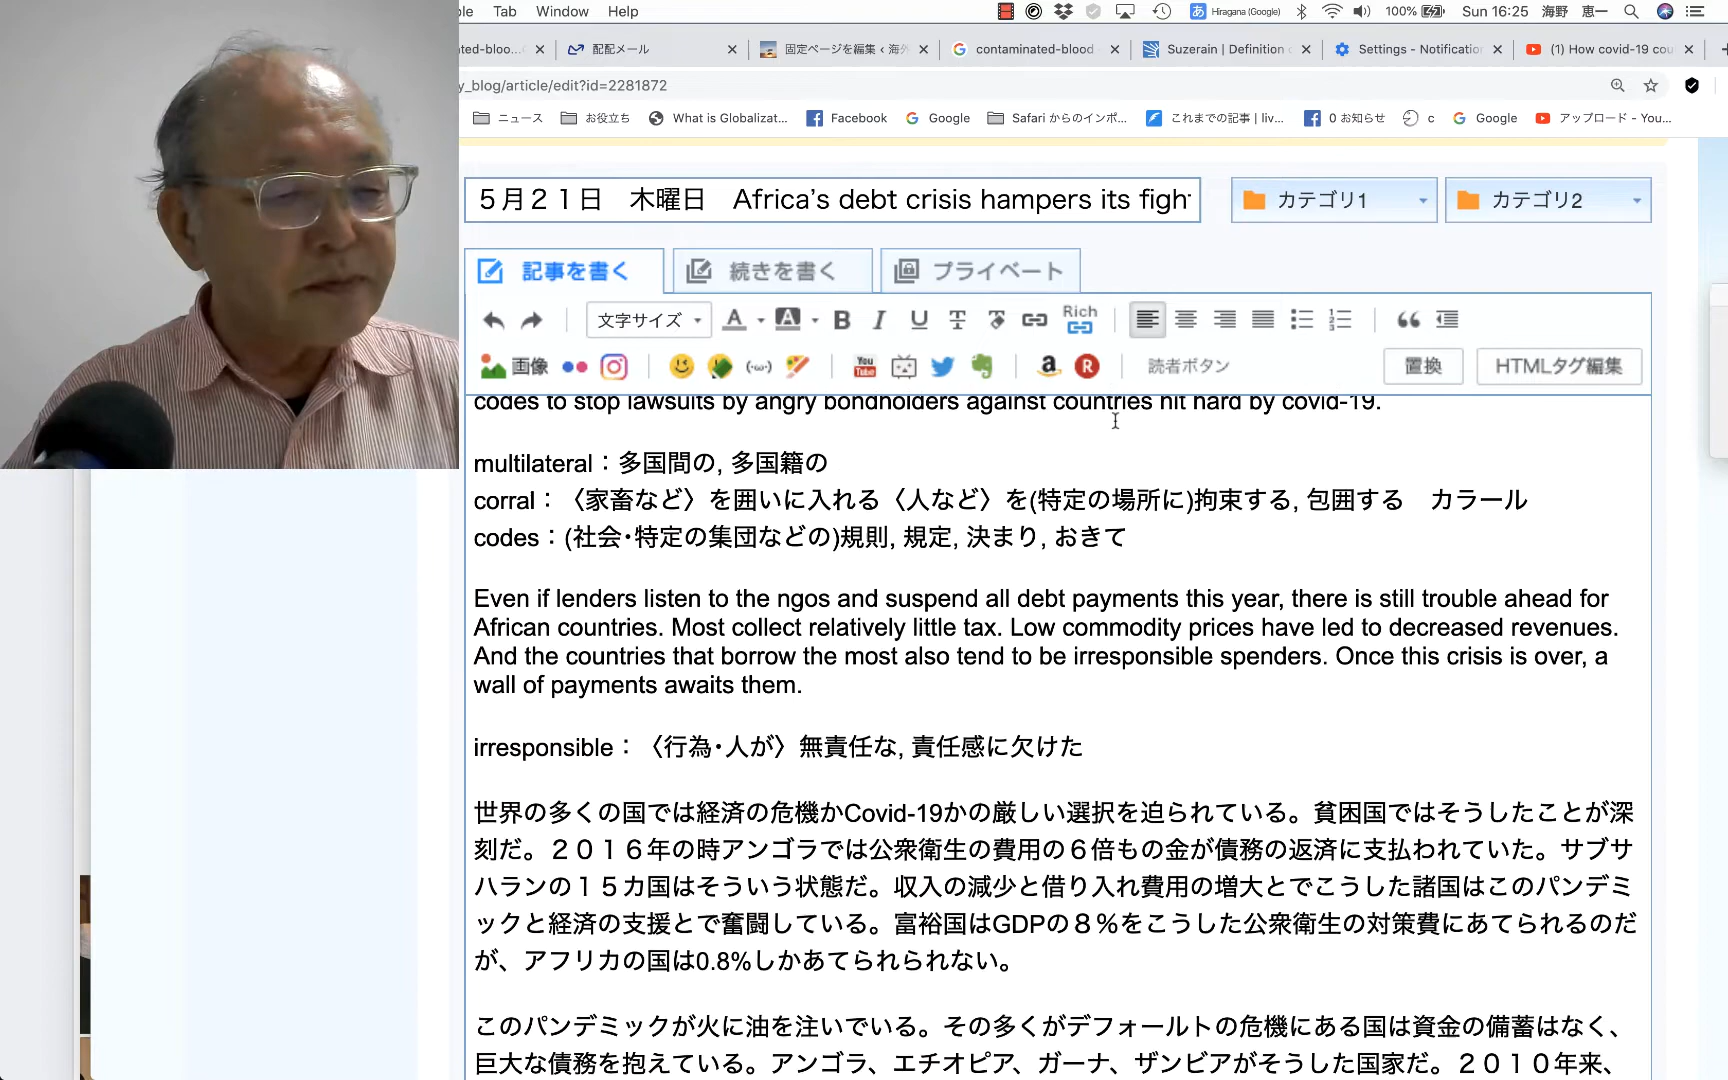 ble Tab Window Help
あ Hiragana (Google) 100% Sun 16:25 海野 恵一
ated-bloo... 配配メール 固定ページを編集 ‹ 海外 contaminated-blood Suzerain | Definition Settings - Notificatio (1) How covid-19 cou
y_blog/article/edit?id=2281872
ニュース お役立ち What is Globalizat... Facebook Google Safari からのインポ... これまでの記事 | liv... 0 お知らせ c Google アップロード - You...
5月21日 木曜日 Africa’s debt crisis hampers its figh カテゴリ1 カテゴリ2
記事を書く 続きを書く プライベート
文字サイズ A A B I U T Rich
画像 You Tube a R 読者ボタン 置換 HTMLタグ編集
codes to stop lawsuits by angry bondholders against countries hit hard by covid-19.
multilateral：多国間の, 多国籍の
corral：〈家畜など〉を囲いに入れる〈人など〉を(特定の場所に)拘束する, 包囲する カラール
codes：(社会･特定の集団などの)規則, 規定, 決まり, おきて
Even if lenders listen to the ngos and suspend all debt payments this year, there is still trouble ahead for
African countries. Most collect relatively little tax. Low commodity prices have led to decreased revenues.
And the countries that borrow the most also tend to be irresponsible spenders. Once this crisis is over, a
wall of payments awaits them.
irresponsible：〈行為･人が〉無責任な, 責任感に欠けた
世界の多くの国では経済の危機かCovid-19かの厳しい選択を迫られている。貧困国ではそうしたことが深
刻だ。２０１６年の時アンゴラでは公衆衛生の費用の６倍もの金が債務の返済に支払われていた。サブサ
ハランの１５カ国はそういう状態だ。収入の減少と借り入れ費用の増大とでこうした諸国はこのパンデミ
ックと経済の支援とで奮闘している。富裕国はGDPの８％をこうした公衆衛生の対策費にあてられるのだ
が、アフリカの国は0.8%しかあてられられない。
このパンデミックが火に油を注いでいる。その多くがデフォールトの危機にある国は資金の備蓄はなく、
巨大な債務を抱えている。アンゴラ、エチオピア、ガーナ、ザンビアがそうした国家だ。２０１０年来、